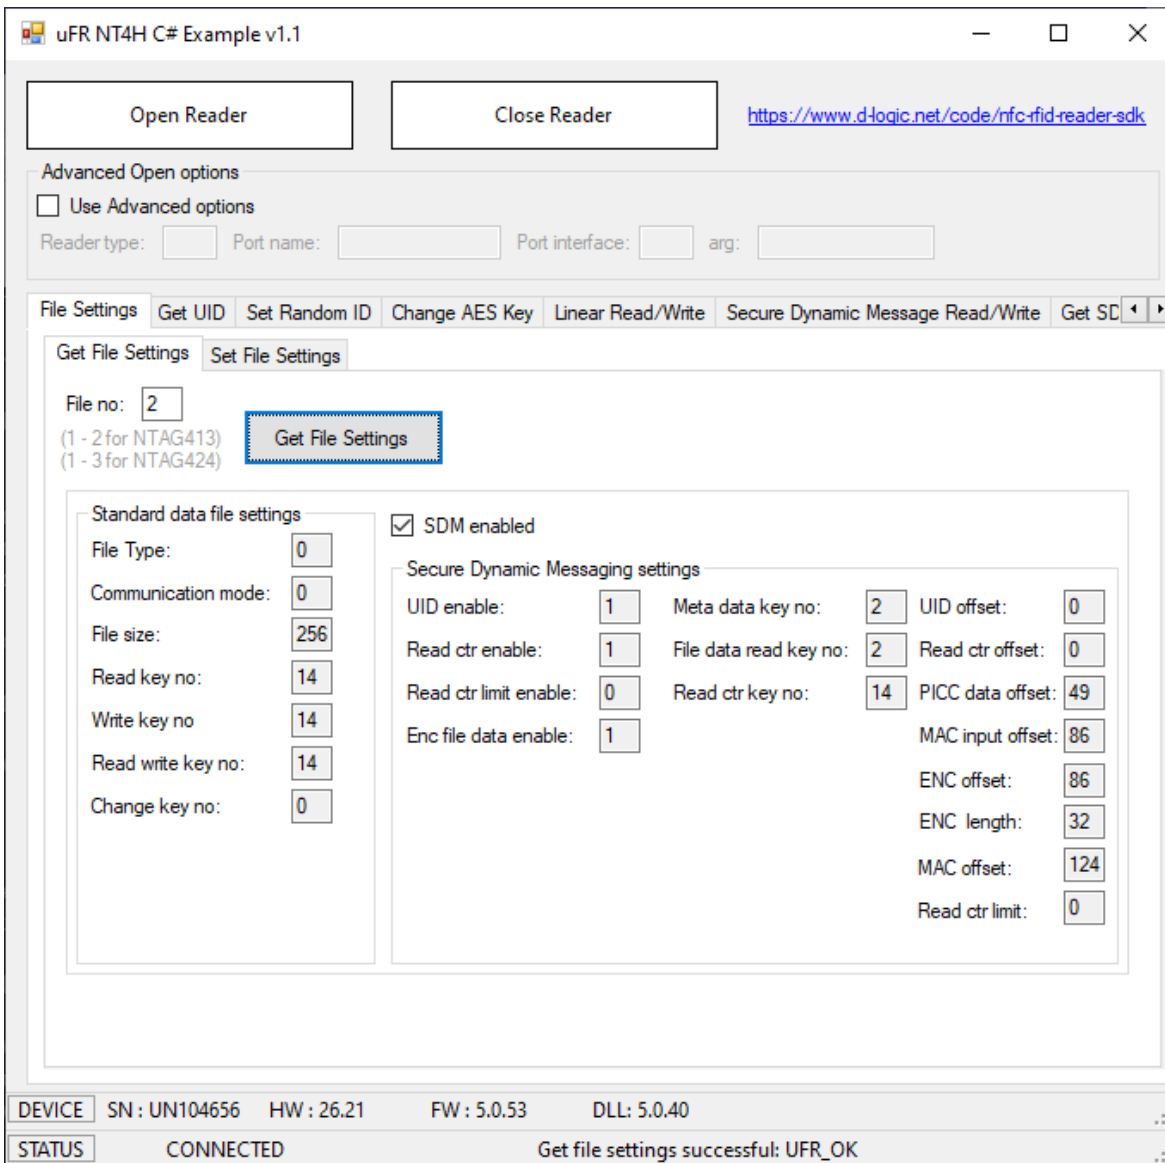 uFR NT4H C# Example v1.1
Open Reader
Close Reader
https://www.d-logic.net/code/nfc-rfid-reader-sdk
Advanced Open options
Use Advanced options
Reader type:
Port name:
Port interface:
arg:
File Settings
Get UID
Set Random ID
Change AES Key
Linear Read/Write
Secure Dynamic Message Read/Write
Get SD
Get File Settings
Set File Settings
File no: 2
(1 - 2 for NTAG413)
(1 - 3 for NTAG424)
Get File Settings
Standard data file settings
File Type: 0
Communication mode: 0
File size: 256
Read key no: 14
Write key no 14
Read write key no: 14
Change key no: 0
SDM enabled
Secure Dynamic Messaging settings
UID enable: 1
Read ctr enable: 1
Read ctr limit enable: 0
Enc file data enable: 1
Meta data key no: 2
File data read key no: 2
Read ctr key no: 14
UID offset: 0
Read ctr offset: 0
PICC data offset: 49
MAC input offset: 86
ENC offset: 86
ENC length: 32
MAC offset: 124
Read ctr limit: 0
DEVICE SN : UN104656 HW : 26.21 FW : 5.0.53 DLL: 5.0.40
STATUS CONNECTED Get file settings successful: UFR_OK